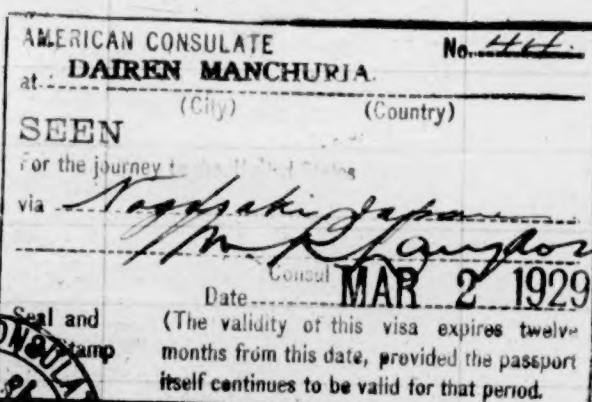 AMERICAN CONSULATE No. 44.
at DAIREN MANCHURIA.
(City) (Country)
SEEN
For the journey to the United States
via Nagasaki Japan
W R Langdon
Consul
Date MAR 2 1929
Seal and Stamp
(The validity of this visa expires twelve
months from this date, provided the passport
itself continues to be valid for that period.
CONSULA